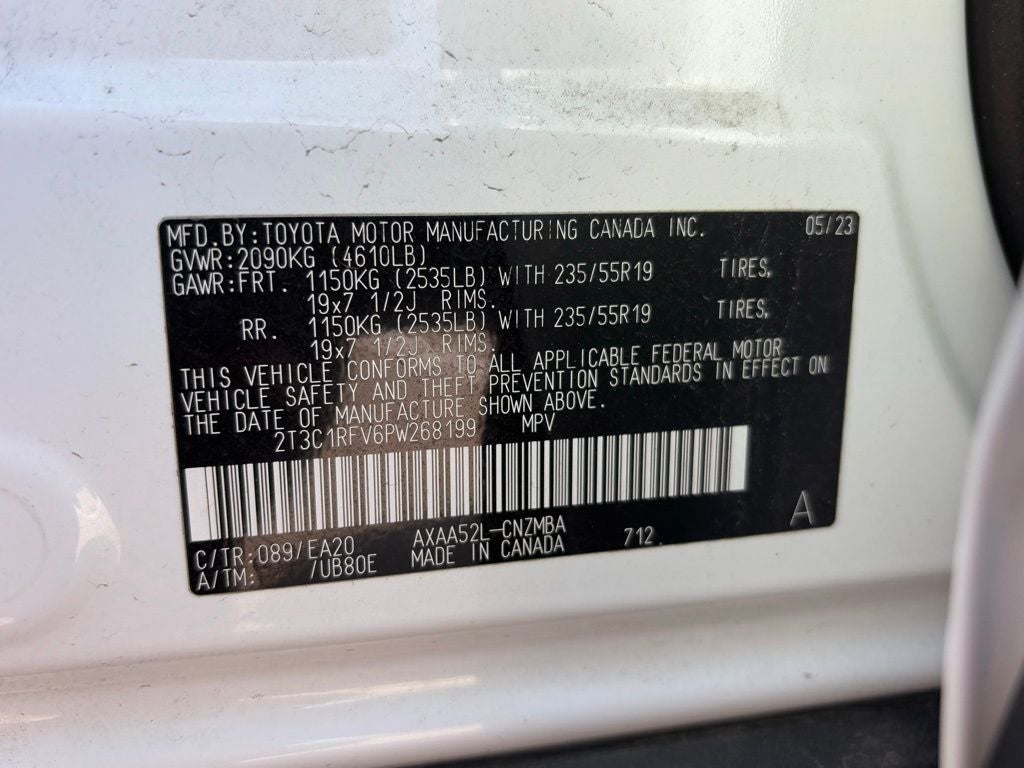 MFD.BY:TOYOTA MOTOR MANUFACTURING CANADA INC. 05/23
GVWR:2090KG (4610LB)
GAWR:FRT. 1150KG (2535LB) WITH 235/55R19 TIRES,
19x7 1/2J RIMS.
RR. 1150KG (2535LB) WITH 235/55R19 TIRES,
19x7 1/2J RIMS.
THIS VEHICLE CONFORMS TO ALL APPLICABLE FEDERAL MOTOR
VEHICLE SAFETY AND THEFT PREVENTION STANDARDS IN EFFECT ON
THE DATE OF MANUFACTURE SHOWN ABOVE.
2T3C1RFV6PW268199 MPV
C/TR:089/EA20 AXAA52L-CNZMBA 712 A
A/TM: /UB80E MADE IN CANADA